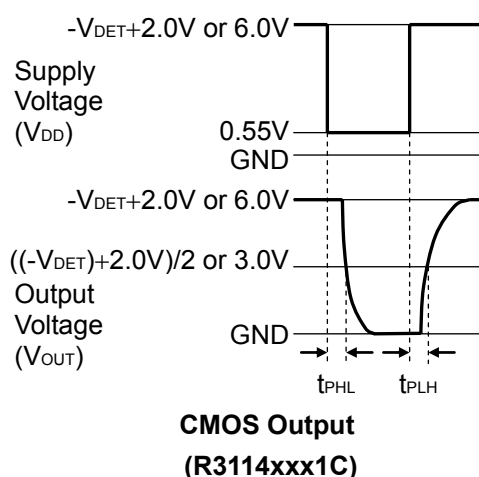 -VDET+2.0V or 6.0V
Supply
Voltage
(VDD)
0.55V
GND
-VDET+2.0V or 6.0V
((-VDET)+2.0V)/2 or 3.0V
Output
Voltage
(VOUT)
GND
tPHL tPLH
CMOS Output
(R3114xxx1C)